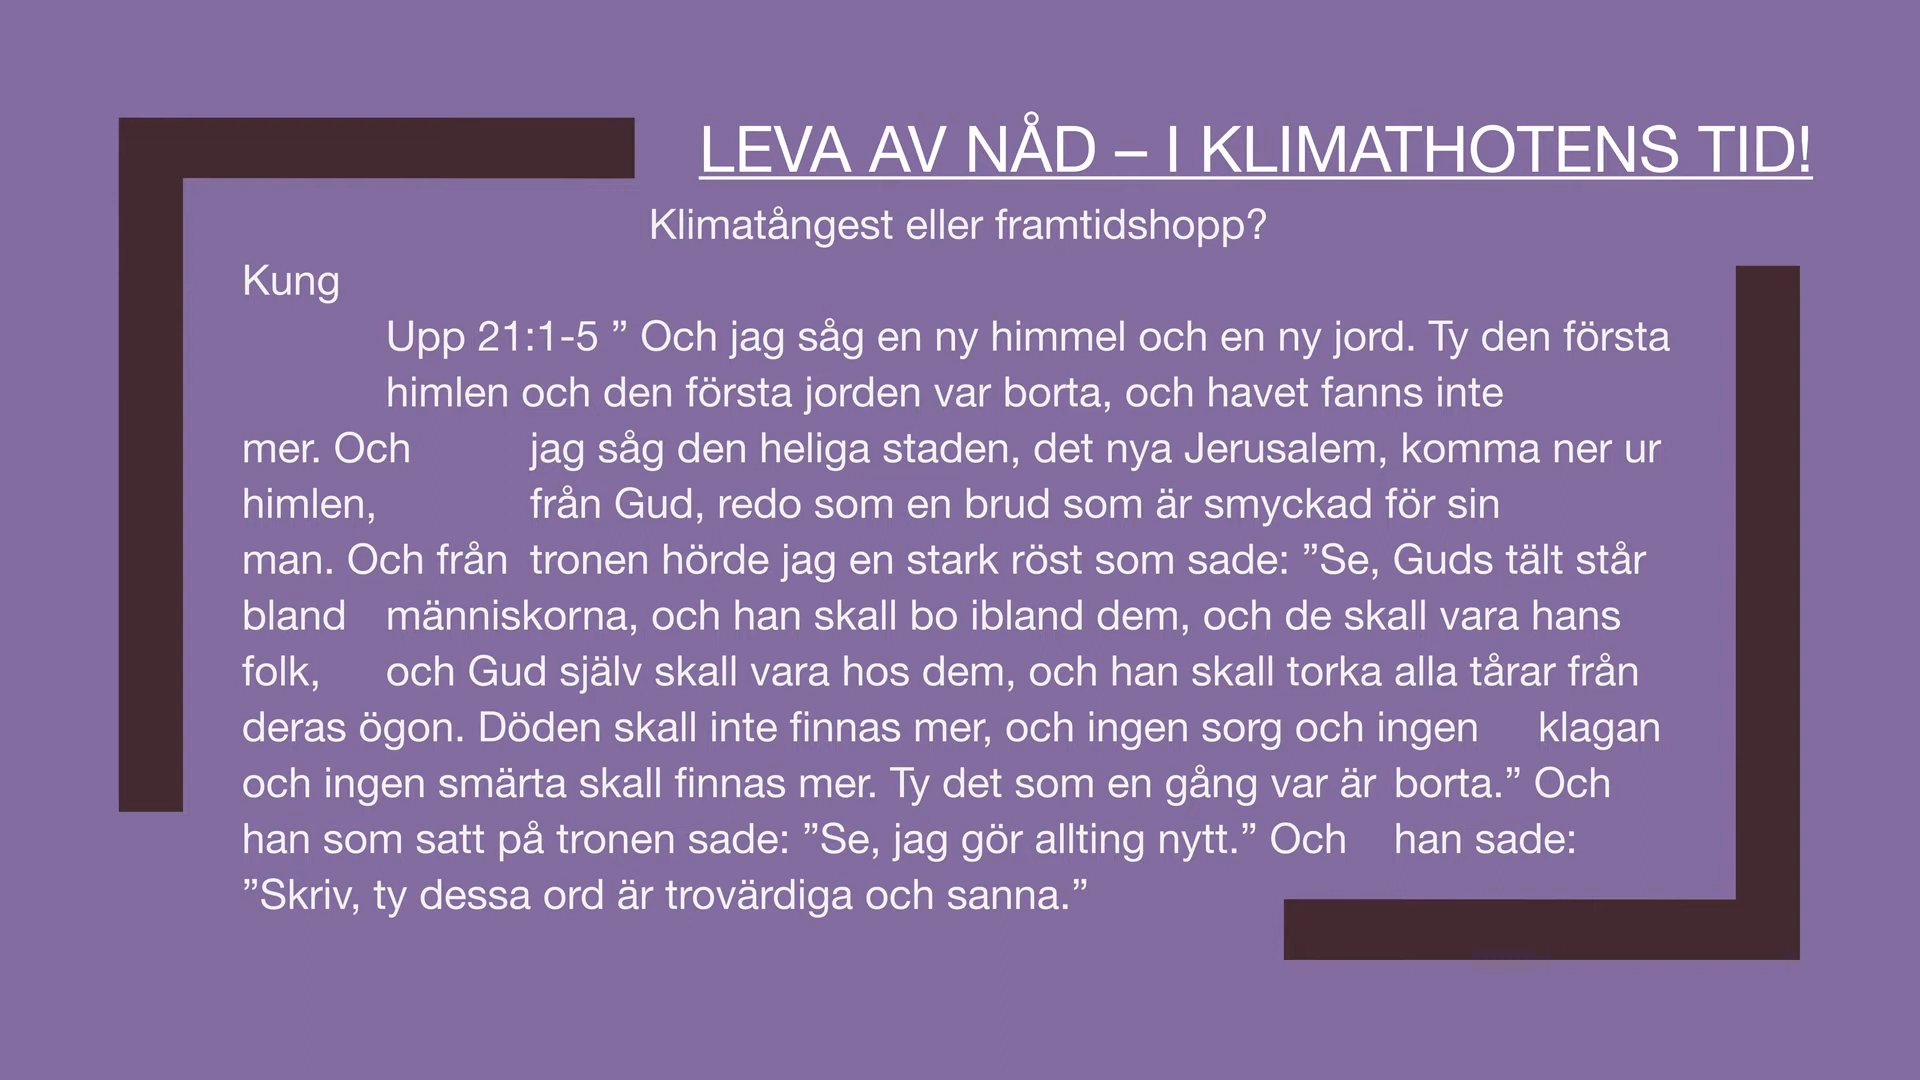 LEVA AV NÅD – I KLIMATHOTENS TID!
Klimatångest eller framtidshopp?
Kung
Upp 21:1-5 ” Och jag såg en ny himmel och en ny jord. Ty den första
himlen och den första jorden var borta, och havet fanns inte
mer. Och jag såg den heliga staden, det nya Jerusalem, komma ner ur
himlen, från Gud, redo som en brud som är smyckad för sin
man. Och från tronen hörde jag en stark röst som sade: ”Se, Guds tält står
bland människorna, och han skall bo ibland dem, och de skall vara hans
folk, och Gud själv skall vara hos dem, och han skall torka alla tårar från
deras ögon. Döden skall inte finnas mer, och ingen sorg och ingen klagan
och ingen smärta skall finnas mer. Ty det som en gång var är borta.” Och
han som satt på tronen sade: ”Se, jag gör allting nytt.” Och han sade:
”Skriv, ty dessa ord är trovärdiga och sanna.”